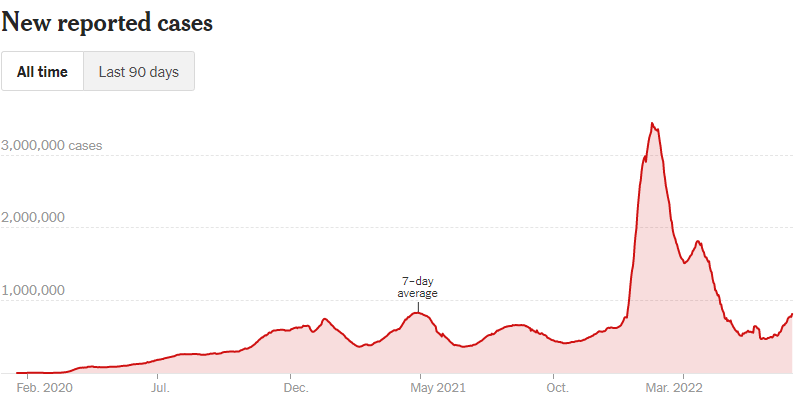 New reported cases
All time
Last 90 days
3,000,000 cases
2,000,000
1,000,000
7–day
average
Feb. 2020
Jul.
Dec.
May 2021
Oct.
Mar. 2022